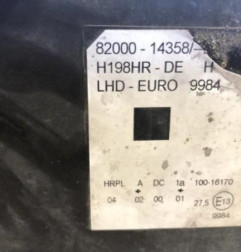 82000 - 14358/
H198HR - DE H
LHD - EURO 9984
HRPL A DC 1a 100-16170
04 02 00 01 27,5 E13
9984